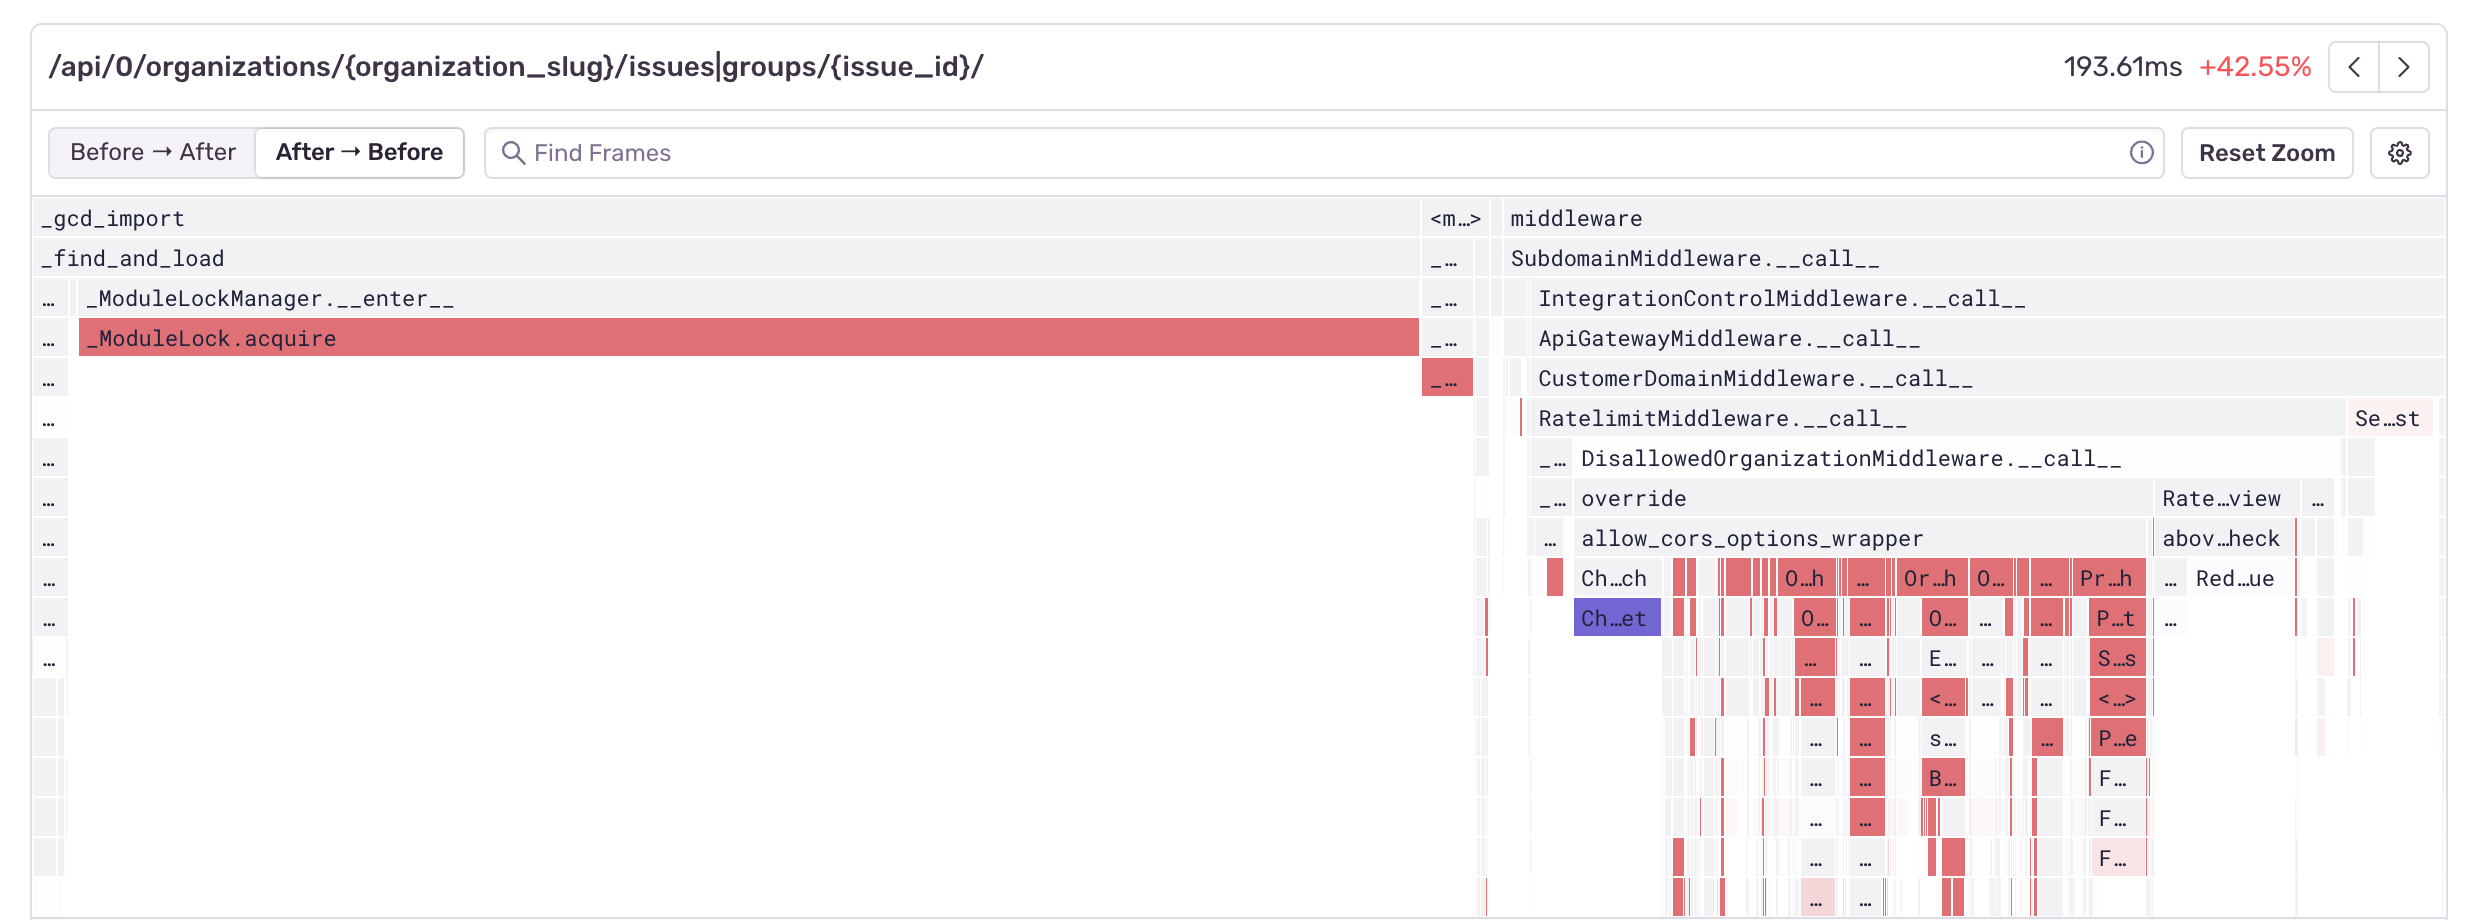 /api/0/organizations/{organization_slug}/issues|groups/{issue_id}/ 193.61ms +42.55%
Before → After After → Before Find Frames Reset Zoom
_gcd_import <m…> middleware
_find_and_load _… SubdomainMiddleware.__call__
… _ModuleLockManager.__enter__ _… IntegrationControlMiddleware.__call__
… _ModuleLock.acquire _… ApiGatewayMiddleware.__call__
… _… CustomerDomainMiddleware.__call__
… RatelimitMiddleware.__call__ Se…st
… _… DisallowedOrganizationMiddleware.__call__
… _… override Rate…view …
… … allow_cors_options_wrapper abov…heck
… Ch…ch O…h … Or…h O… … Pr…h … Red…ue
… Ch…et O… … O… … … P…t …
… … … E… … … S…s
… … <… … … <…>
… … s… … P…e
… … B… F…
… … F…
… … F…
… …